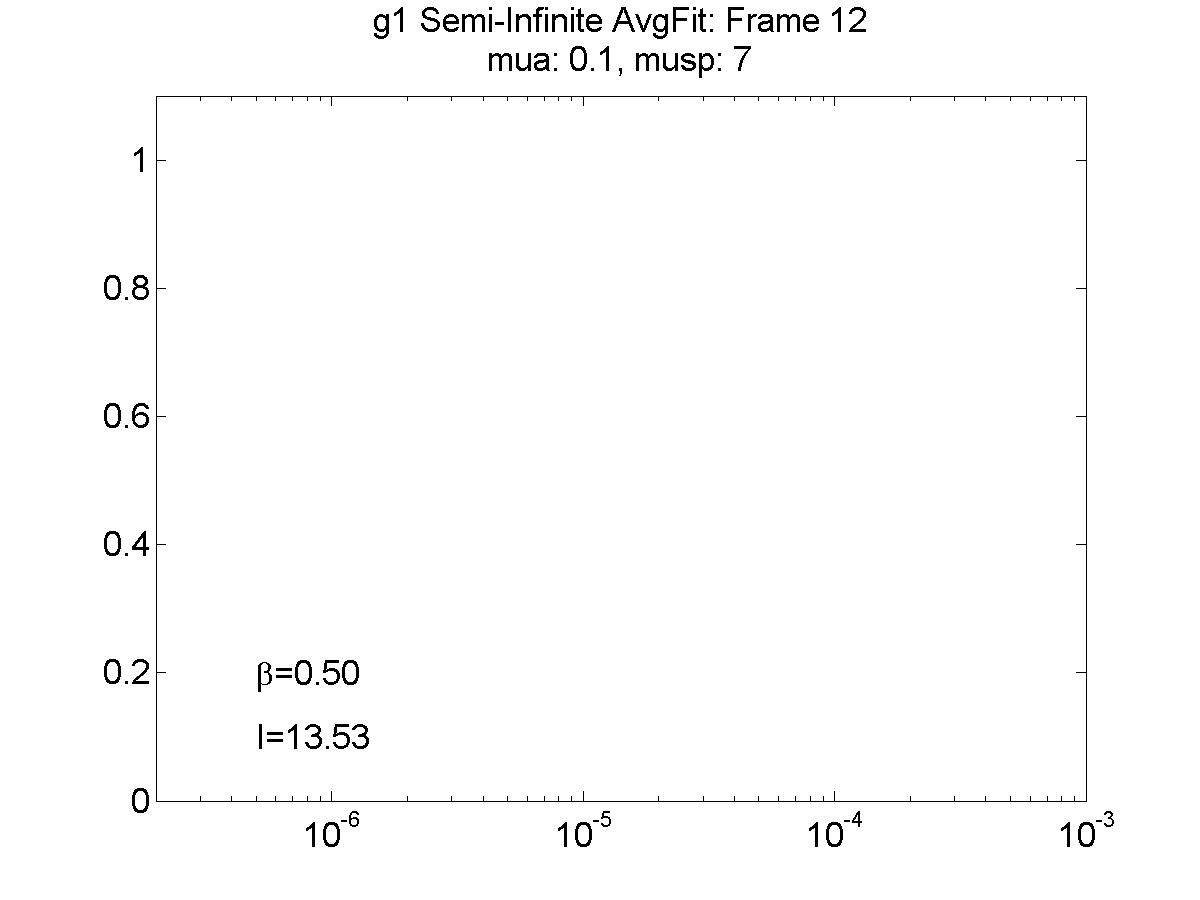 g1 Semi-Infinite AvgFit: Frame 12
mua: 0.1, musp: 7
1
0.8
0.6
0.4
0.2
0
β=0.50
I=13.53
10^-6
10^-5
10^-4
10^-3